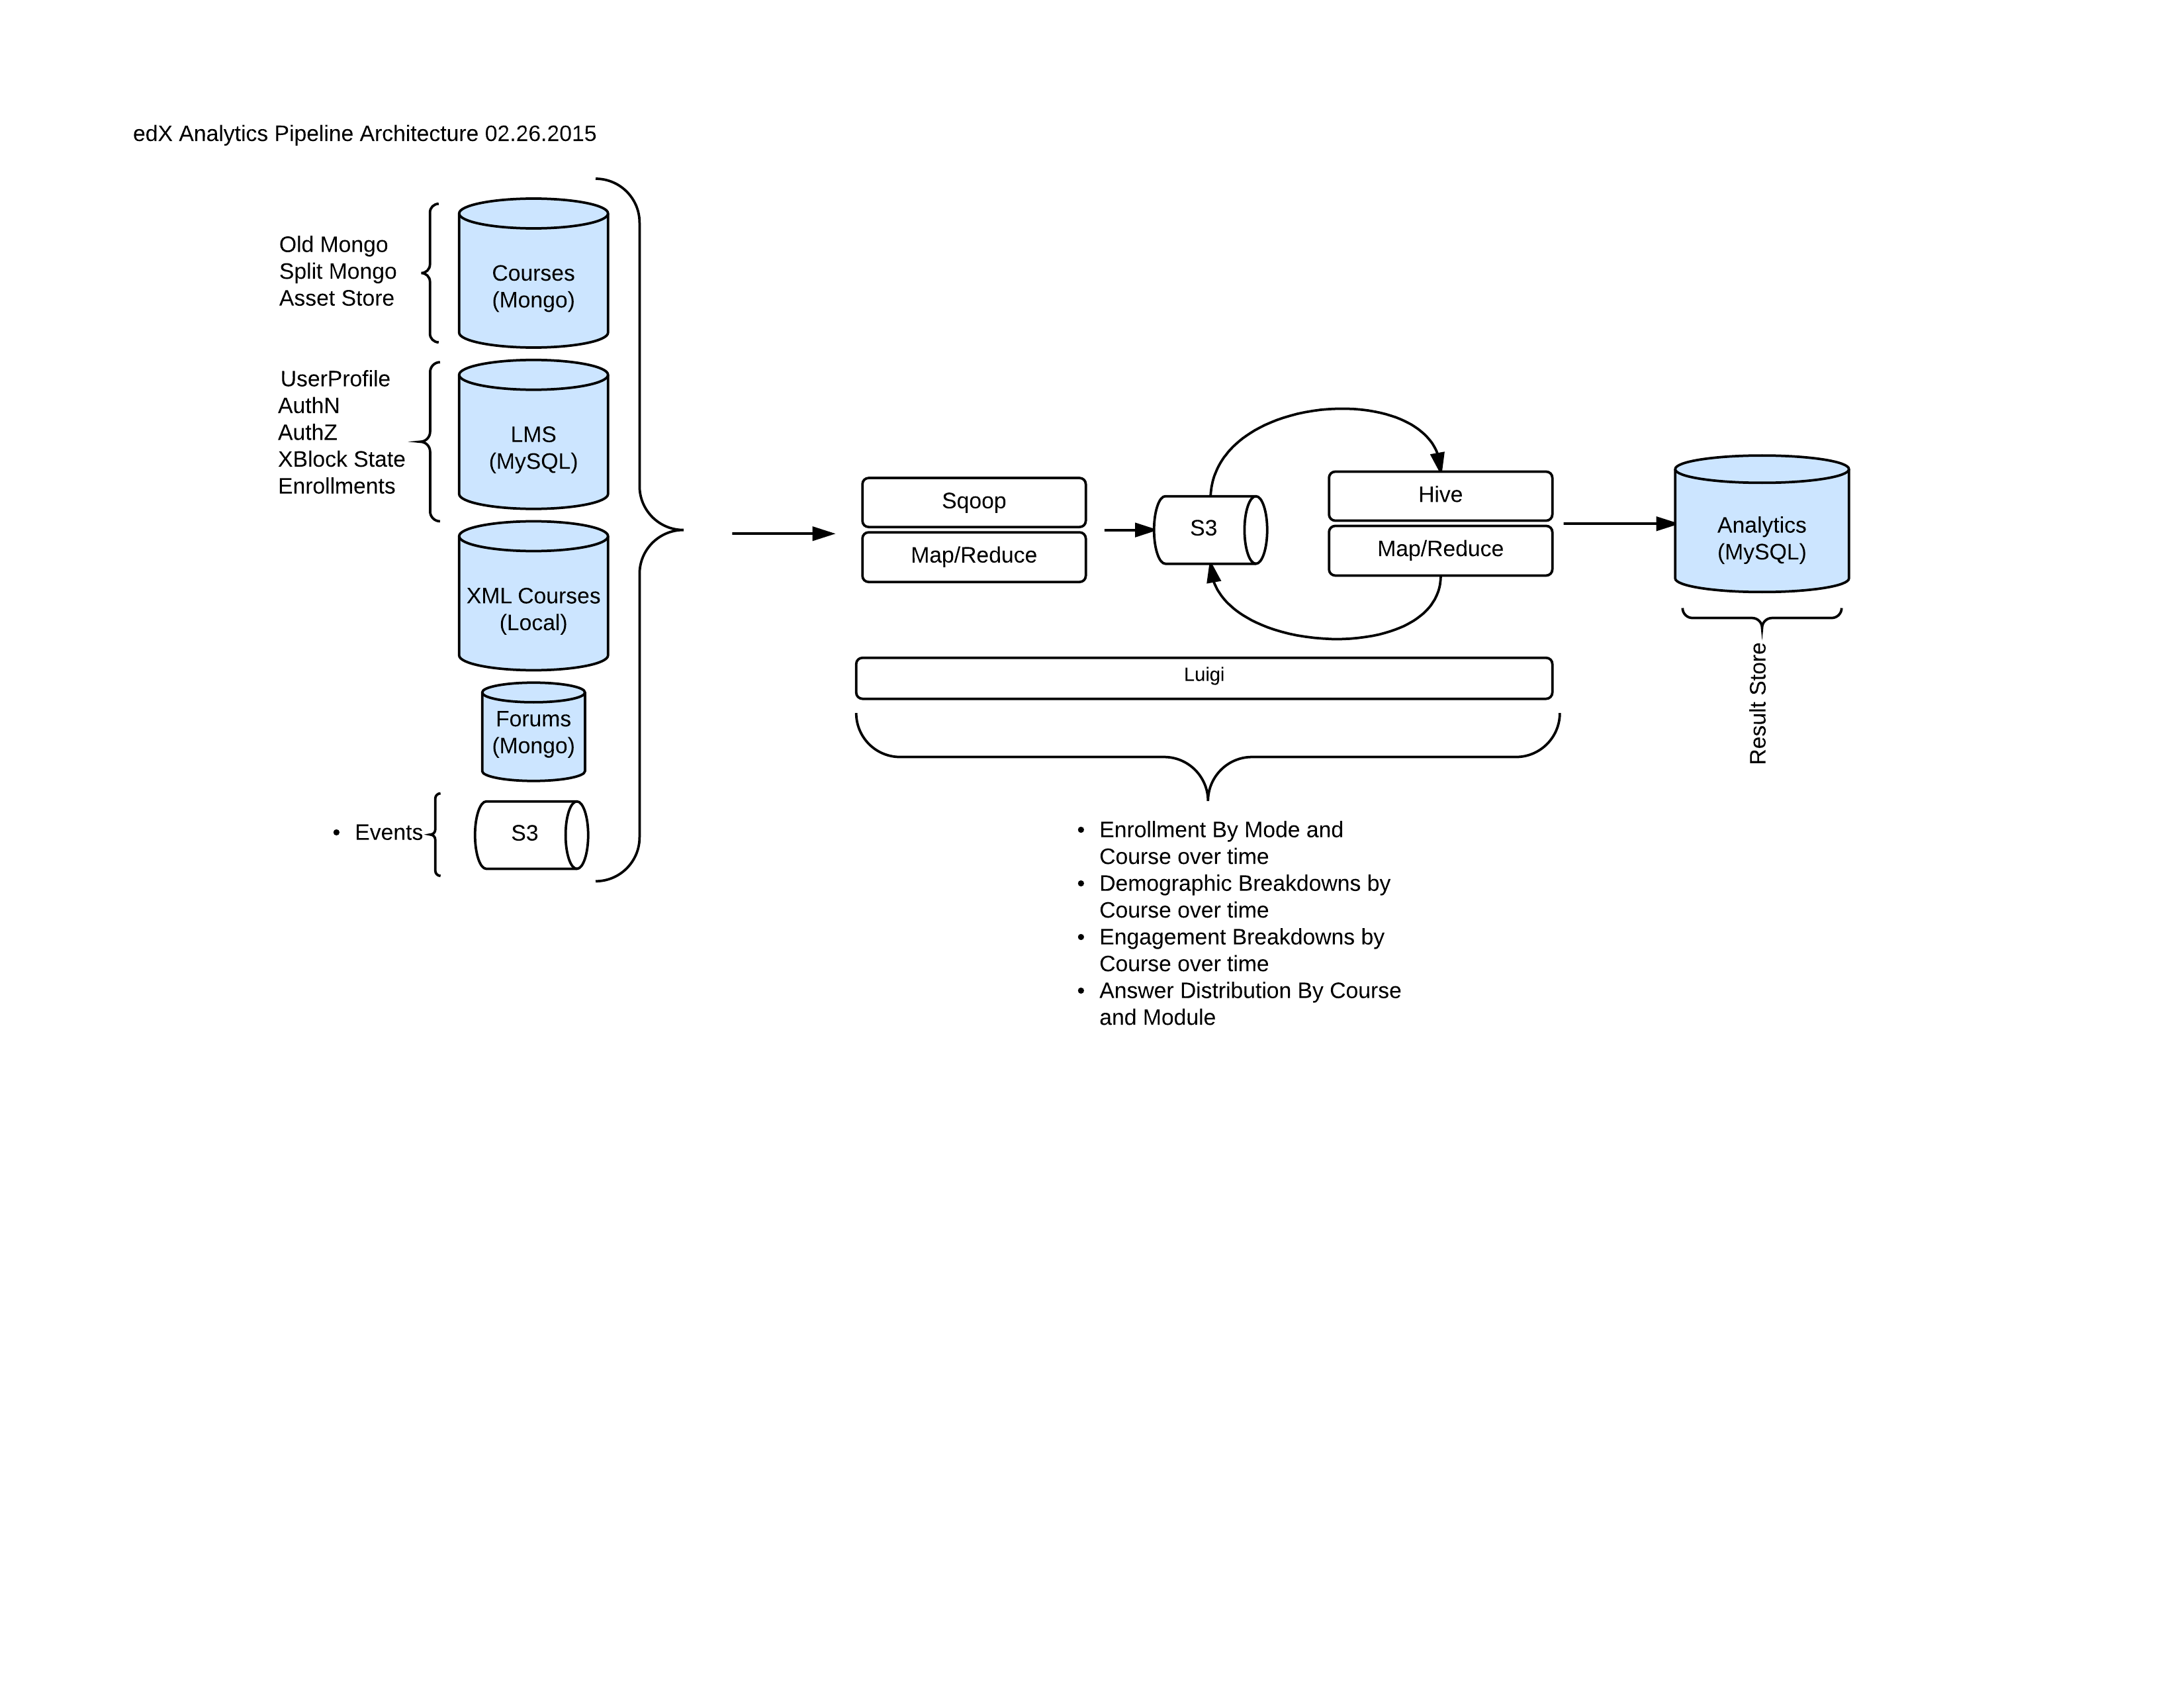 edX Analytics Pipeline Architecture 02.26.2015
Old Mongo
Split Mongo
Asset Store
Courses
(Mongo)
UserProfile
AuthN
AuthZ
XBlock State
Enrollments
LMS
(MySQL)
XML Courses
(Local)
Forums
(Mongo)
• Events
S3
Sqoop
Map/Reduce
S3
Hive
Map/Reduce
Analytics
(MySQL)
Result Store
Luigi
• Enrollment By Mode and
Course over time
• Demographic Breakdowns by
Course over time
• Engagement Breakdowns by
Course over time
• Answer Distribution By Course
and Module